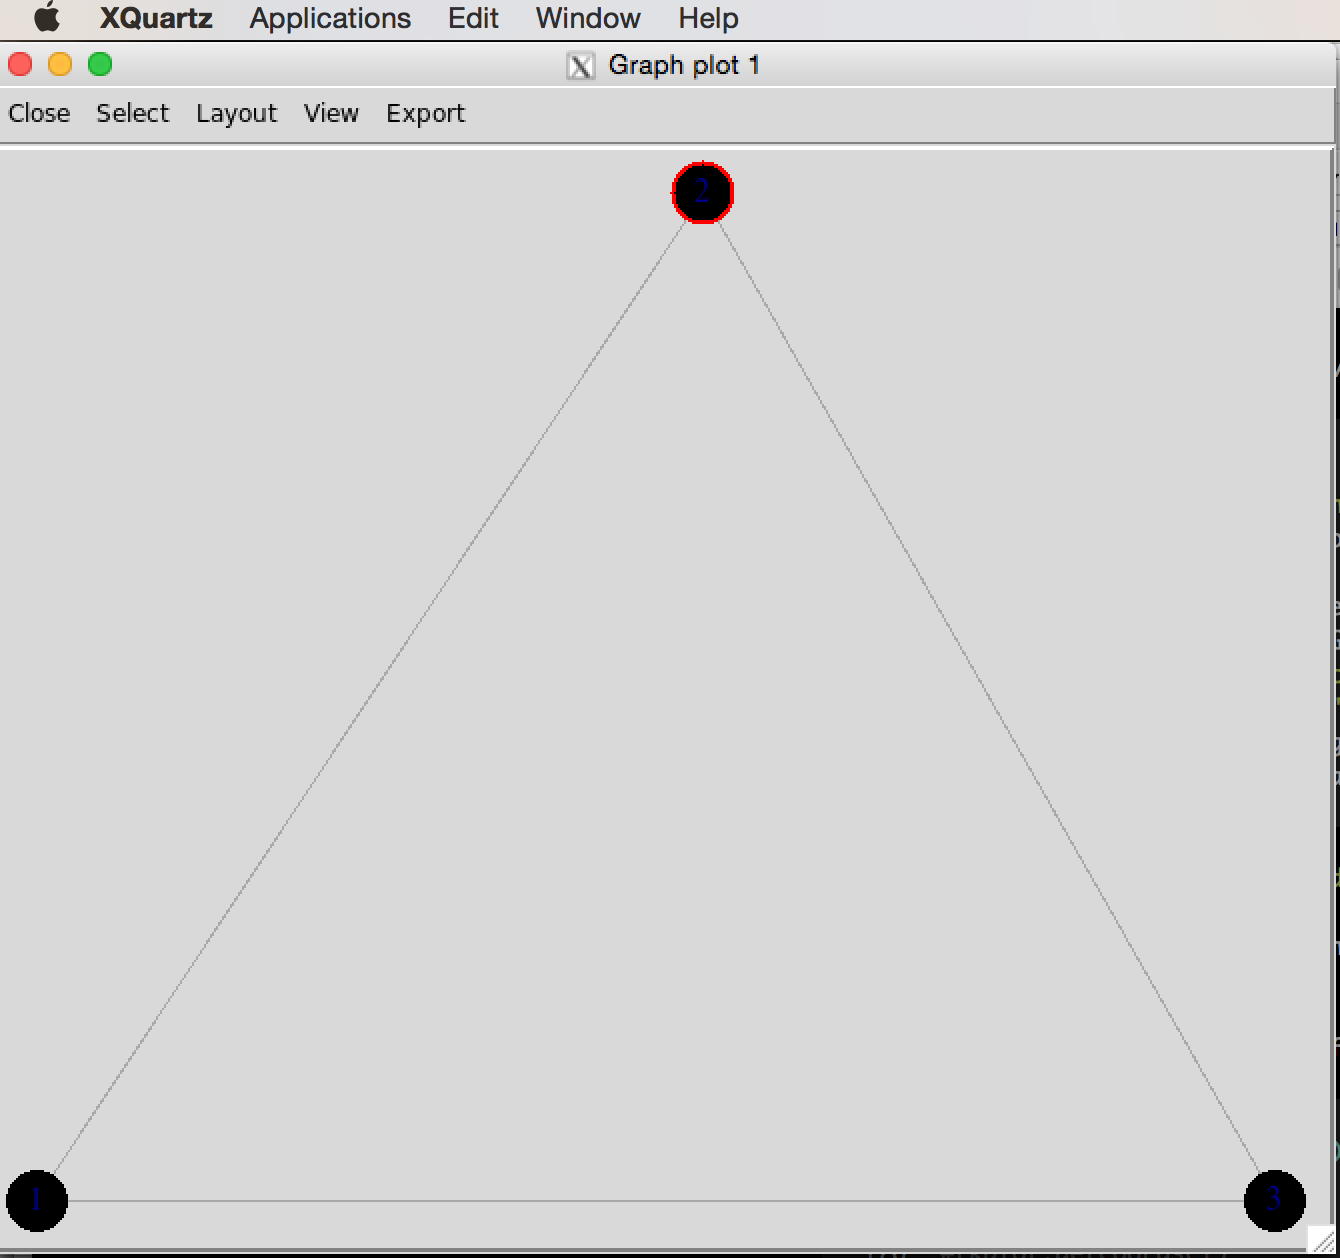 XQuartz Applications Edit Window Help
X Graph plot 1
Close Select Layout View Export
2
1
3